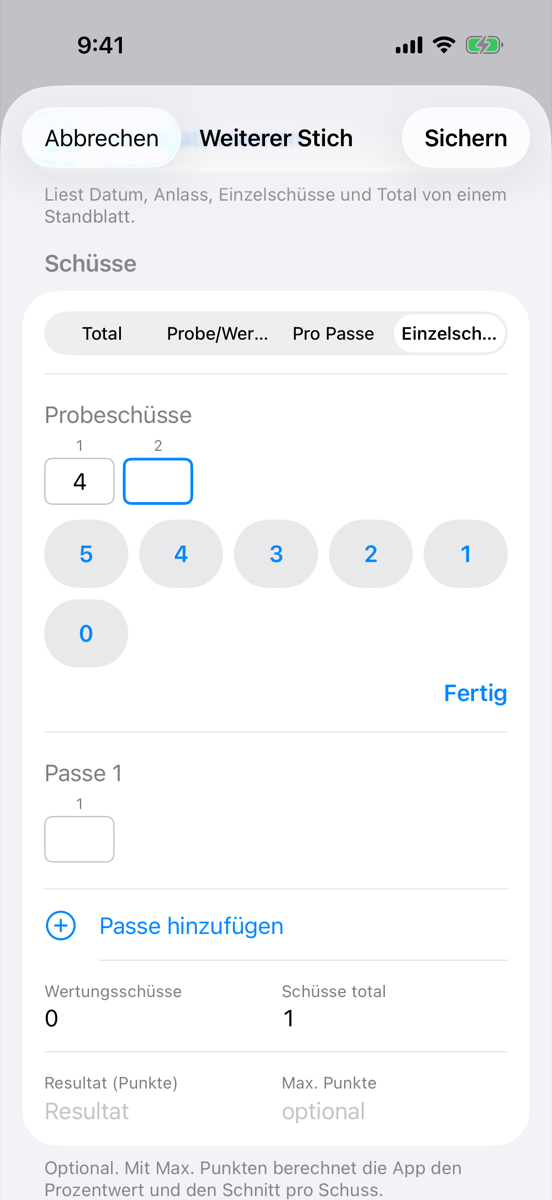 9:41
Abbrechen
Weiterer Stich
Sichern
Liest Datum, Anlass, Einzelschüsse und Total von einem
Standblatt.
Schüsse
Total
Probe/Wer...
Pro Passe
Einzelsch...
Probeschüsse
1 2
4
5 4 3 2 1
0
Fertig
Passe 1
1
Passe hinzufügen
Wertungsschüsse Schüsse total
0 1
Resultat (Punkte) Max. Punkte
Resultat optional
Optional. Mit Max. Punkten berechnet die App den
Prozentwert und den Schnitt pro Schuss.